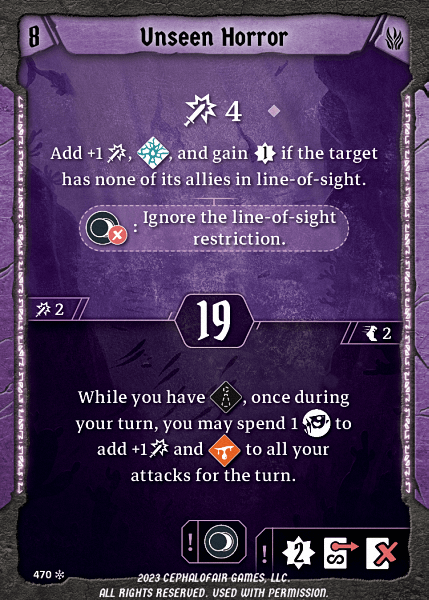 8
Unseen Horror
4
Add +1 , , and gain if the target
has none of its allies in line-of-sight.
: Ignore the line-of-sight
restriction.
2
19
2
While you have , once during
your turn, you may spend 1 to
add +1 and to all your
attacks for the turn.
! ! 2 S
470
2023 CEPHALOFAIR GAMES, LLC.
ALL RIGHTS RESERVED. USED WITH PERMISSION.